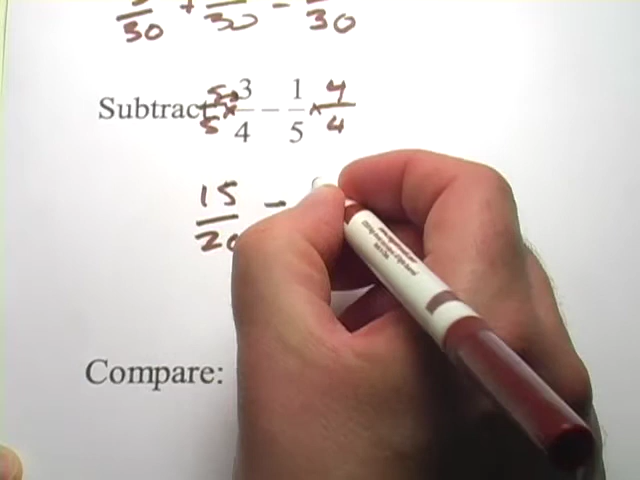 30 + 30 - 30
Subtract 5/5 × 3/4 - 1/5 × 4/4
15/20 -
Compare: